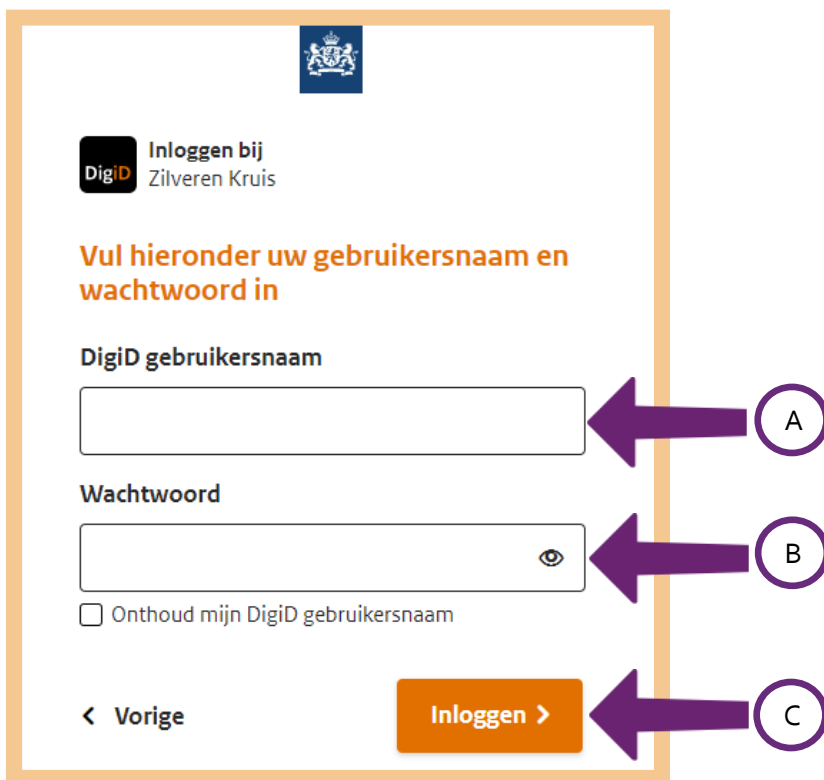 DigiD
Inloggen bij
Zilveren Kruis
Vul hieronder uw gebruikersnaam en
wachtwoord in
DigiD gebruikersnaam
A
Wachtwoord
B
Onthoud mijn DigiD gebruikersnaam
Vorige
Inloggen
C